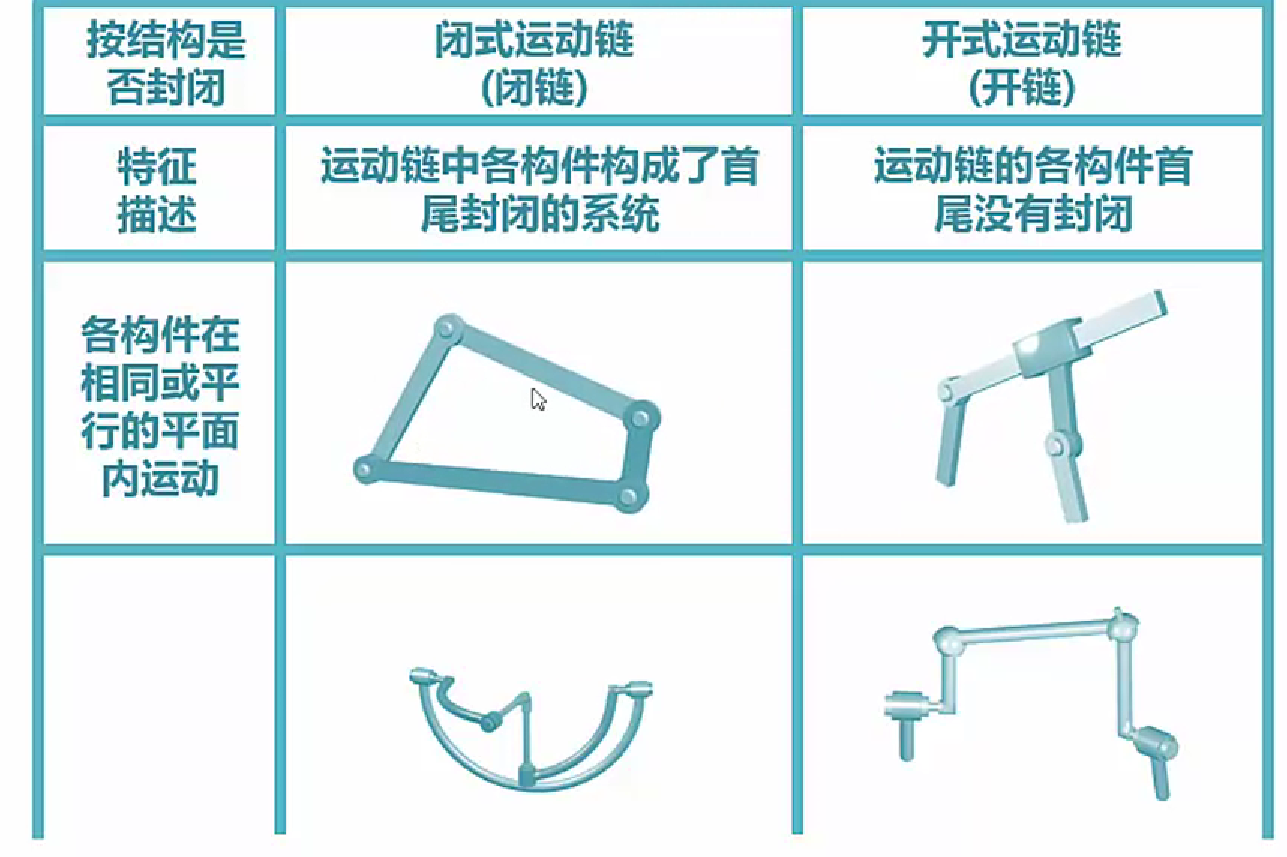 按结构是
否封闭
闭式运动链
(闭链)
开式运动链
(开链)
特征
描述
运动链中各构件构成了首
尾封闭的系统
运动链的各构件首
尾没有封闭
各构件在
相同或平
行的平面
内运动